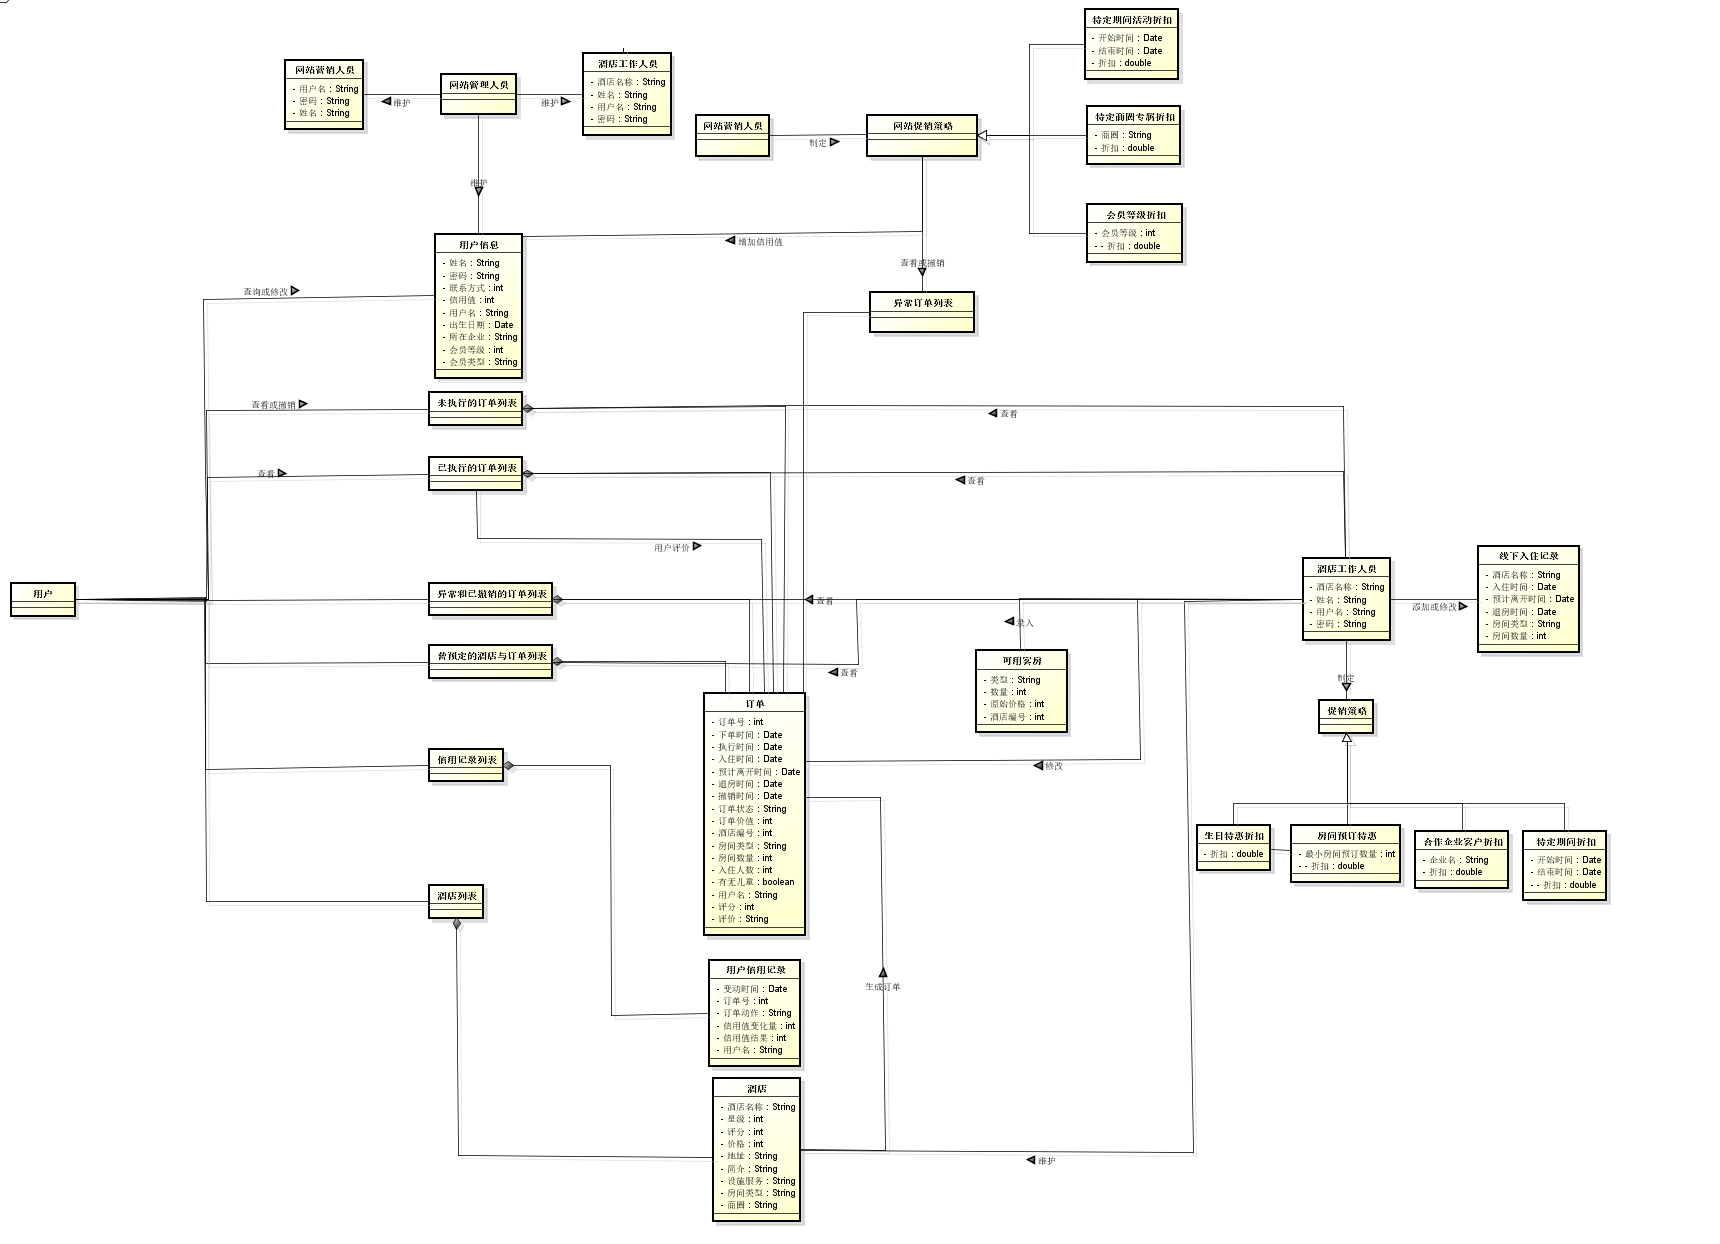 特定期间活动折扣
- 开始时间 : Date
- 结束时间 : Date
- 折扣 : double
网站营销人员
- 用户名 : String
- 密码 : String
- 姓名 : String
网站管理人员
维护
维护
维护
酒店工作人员
- 酒店名称 : String
- 姓名 : String
- 用户名 : String
- 密码 : String
网站营销人员
制定
网站促销策略
特定商圈专属折扣
- 商圈 : String
- 折扣 : double
会员等级折扣
- 会员等级 : int
- - 折扣 : double
增加信用值
查看或撤销
异常订单列表
用户信息
- 姓名 : String
- 密码 : String
- 联系方式 : int
- 信用值 : int
- 用户名 : String
- 出生日期 : Date
- 所在企业 : String
- 会员等级 : int
- 会员类型 : String
查询或修改
查看或撤销
未执行的订单列表
查看
查看
已执行的订单列表
查看
用户评价
用户
异常和已撤销的订单列表
查看
曾预定的酒店与订单列表
查看
录入
可用客房
- 类型 : String
- 数量 : int
- 原始价格 : int
- 酒店编号 : int
酒店工作人员
- 酒店名称 : String
- 姓名 : String
- 用户名 : String
- 密码 : String
添加或修改
线下入住记录
- 酒店名称 : String
- 入住时间 : Date
- 预计离开时间 : Date
- 退房时间 : Date
- 房间类型 : String
- 房间数量 : int
制定
促销策略
订单
- 订单号 : int
- 下单时间 : Date
- 执行时间 : Date
- 入住时间 : Date
- 预计离开时间 : Date
- 退房时间 : Date
- 撤销时间 : Date
- 订单状态 : String
- 订单价值 : int
- 酒店编号 : int
- 房间类型 : String
- 房间数量 : int
- 入住人数 : int
- 有无儿童 : boolean
- 用户名 : String
- 评分 : int
- 评价 : String
信用记录列表
修改
生日特惠折扣
- 折扣 : double
房间预订特惠
- 最小房间预订数量 : int
- - 折扣 : double
合作企业客户折扣
- 企业名 : String
- 折扣 : double
特定期间折扣
- 开始时间 : Date
- 结束时间 : Date
- - 折扣 : double
酒店列表
用户信用记录
- 变动时间 : Date
- 订单号 : int
- 订单动作 : String
- 信用值变化量 : int
- 信用值结果 : int
- 用户名 : String
生成订单
酒店
- 酒店名称 : String
- 星级 : int
- 评分 : int
- 价格 : int
- 地址 : String
- 简介 : String
- 设施服务 : String
- 房间类型 : String
- 商圈 : String
维护